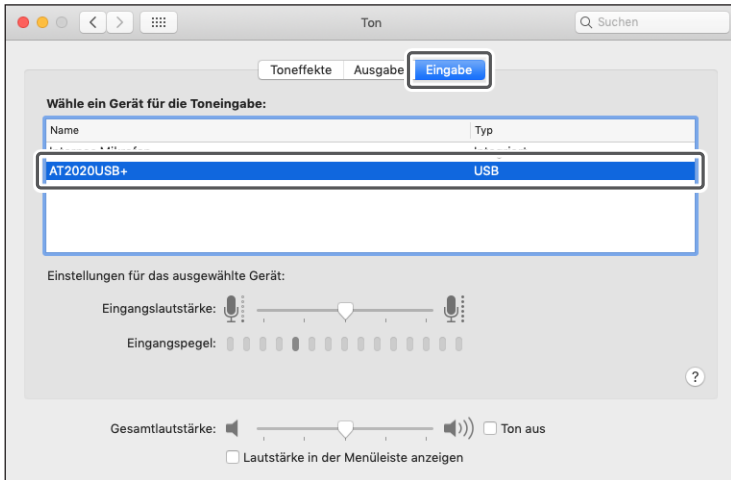 Ton
Suchen
Toneffekte Ausgabe Eingabe
Wähle ein Gerät für die Toneingabe:
Name Typ
AT2020USB+ USB
Einstellungen für das ausgewählte Gerät:
Eingangslautstärke:
Eingangspegel:
?
Gesamtlautstärke: Ton aus
Lautstärke in der Menüleiste anzeigen